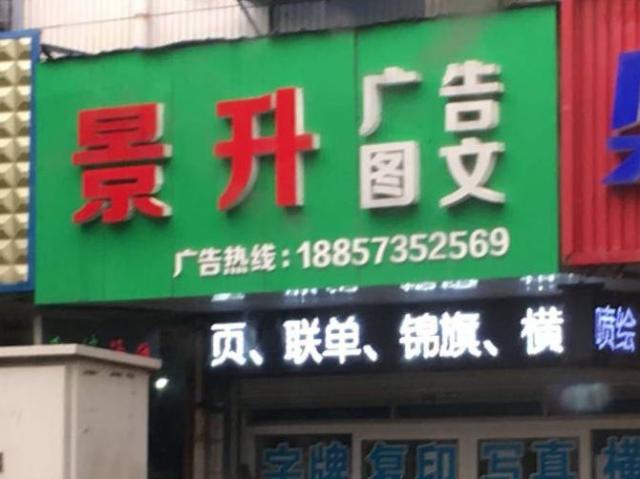 景升 广告
图文
广告热线:18857352569
页、联单、锦旗、横
喷绘
字牌 复印 写真 横